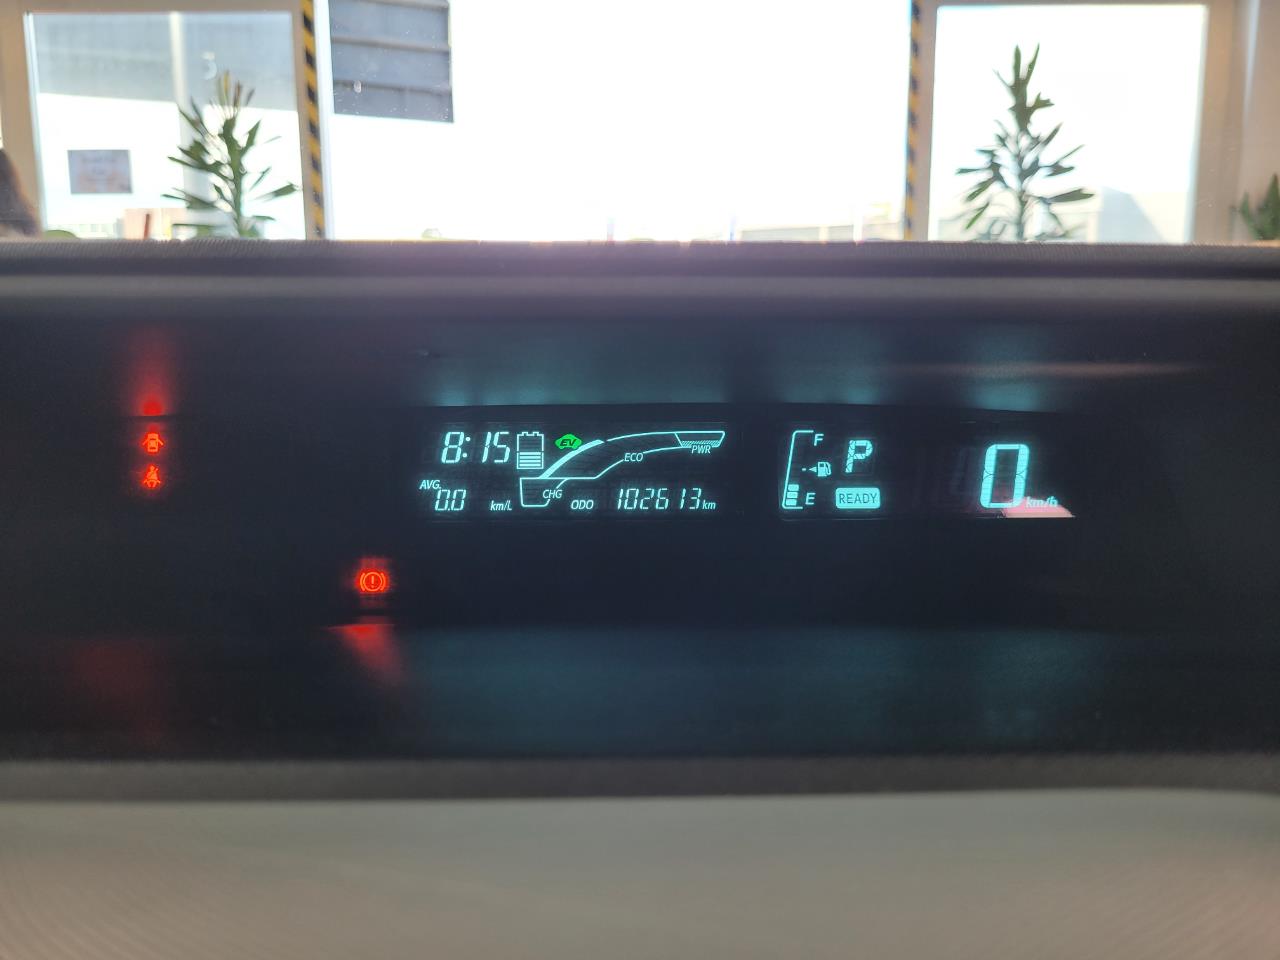 8:15
EV
ECO
PWR
AVG.
0.0 km/L
CHG
ODO 102613 km
F
E
P
READY
0 km/h